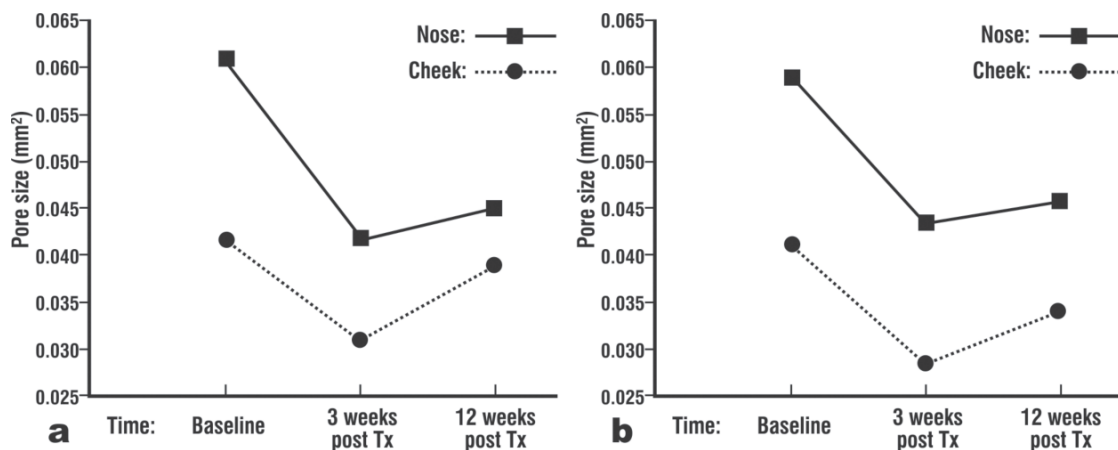 Pore size (mm²)
0.065
0.060
0.055
0.050
0.045
0.040
0.035
0.030
0.025
Nose:
Cheek:
a
Time:
Baseline
3 weeks
post Tx
12 weeks
post Tx
Pore size (mm²)
0.065
0.060
0.055
0.050
0.045
0.040
0.035
0.030
0.025
Nose:
Cheek:
b
Time:
Baseline
3 weeks
post Tx
12 weeks
post Tx